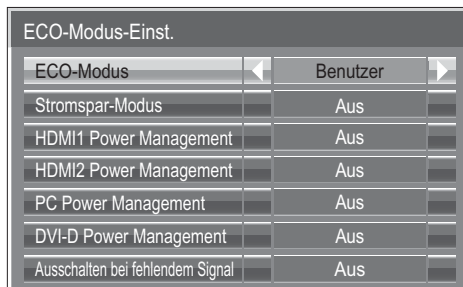 ECO-Modus-Einst.
ECO-Modus Benutzer
Stromspar-Modus Aus
HDMI1 Power Management Aus
HDMI2 Power Management Aus
PC Power Management Aus
DVI-D Power Management Aus
Ausschalten bei fehlendem Signal Aus